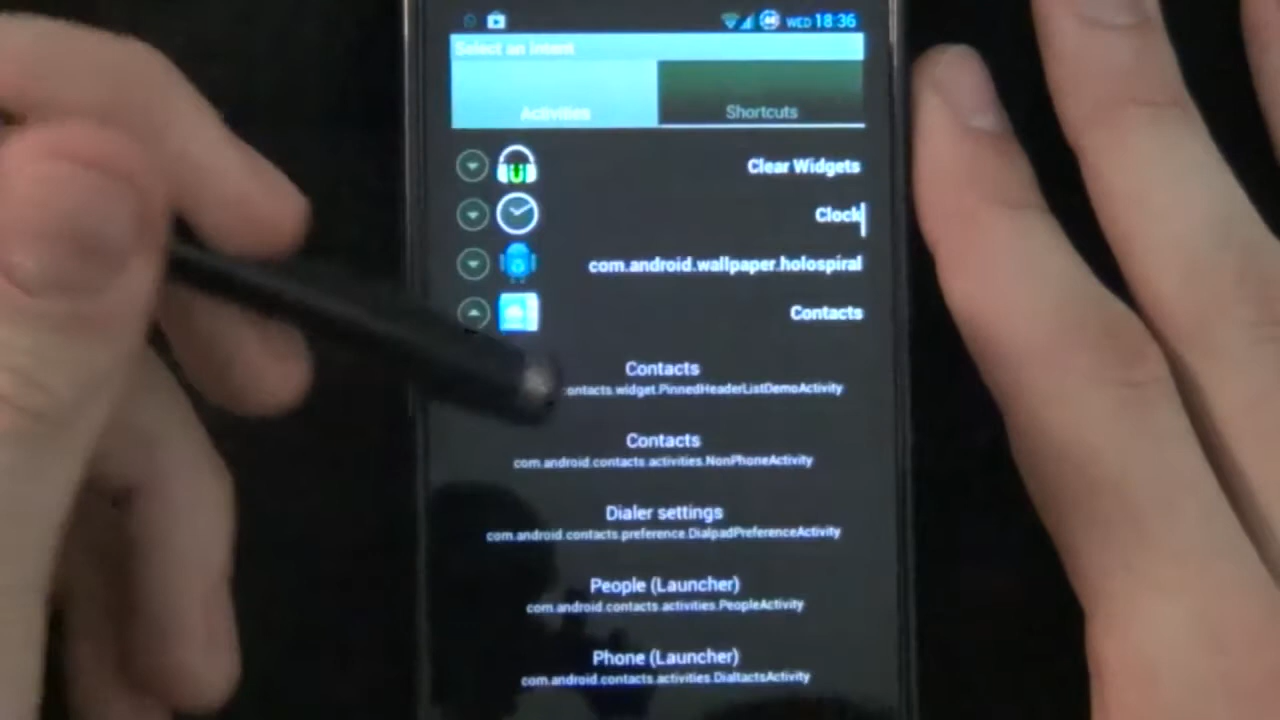 WED 18:36
Select an Intent
Activities
Shortcuts
Clear Widgets
Clock
com.android.wallpaper.holospiral
Contacts
Contacts
contacts.widget.PinnedHeaderListDemoActivity
Contacts
com.android.contacts.activities.NonPhoneActivity
Dialer settings
com.android.contacts.preference.DialpadPreferenceActivity
People (Launcher)
com.android.contacts.activities.PeopleActivity
Phone (Launcher)
com.android.contacts.activities.DialtactsActivity